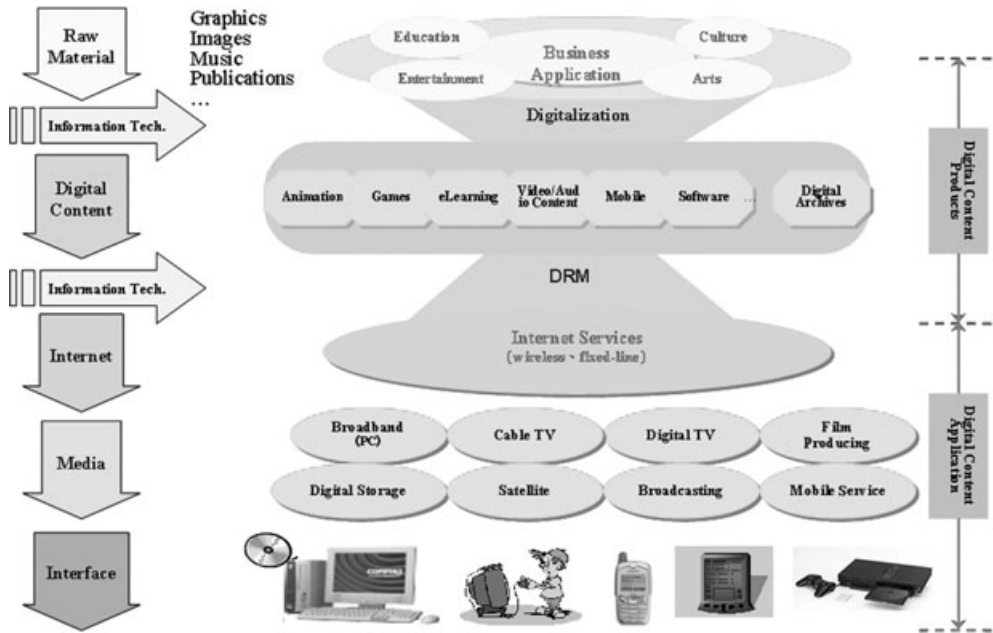 Raw
Material
Graphics
Images
Music
Publications
...
Education
Culture
Business
Application
Entertainment
Arts
Information Tech.
Digitalization
Digital
Content
Animation
Games
eLearning
Video/Aud
io Content
Mobile
Software
...
Digital
Archives
Digital Content
Products
Information Tech.
DRM
Internet
Internet Services
(wireless、fixed-line)
Media
Broadband
(PC)
Cable TV
Digital TV
Film
Producing
Digital Storage
Satellite
Broadcasting
Mobile Service
Digital Content
Application
Interface
COMPAQ